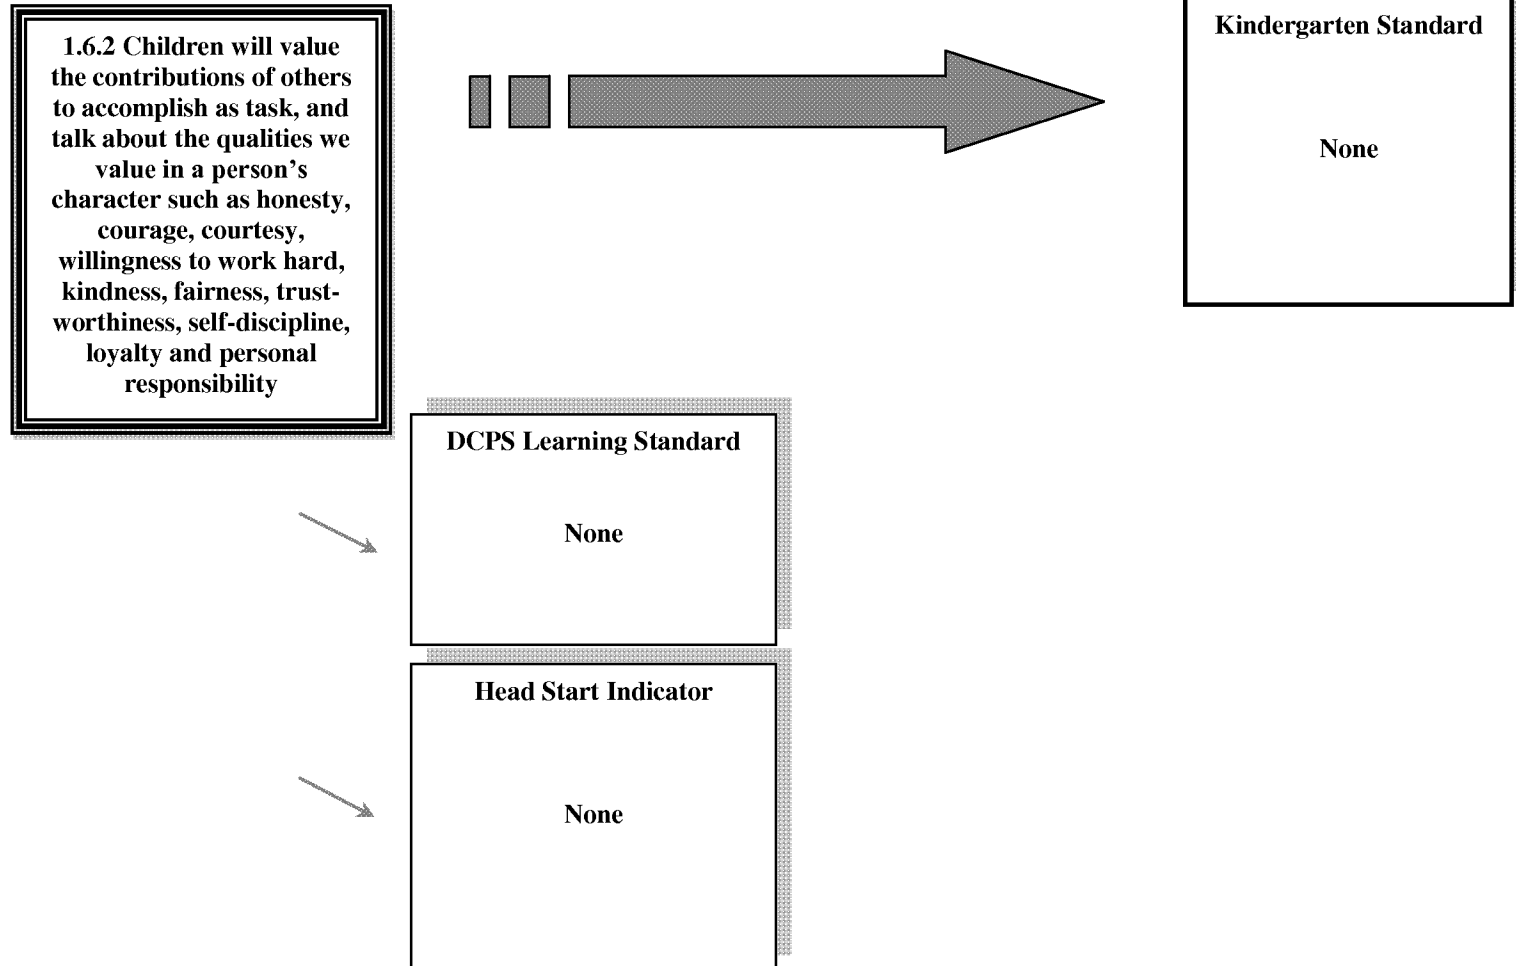 1.6.2 Children will value
the contributions of others
to accomplish as task, and
talk about the qualities we
value in a person’s
character such as honesty,
courage, courtesy,
willingness to work hard,
kindness, fairness, trust-
worthiness, self-discipline,
loyalty and personal
responsibility
Kindergarten Standard
None
DCPS Learning Standard
None
Head Start Indicator
None